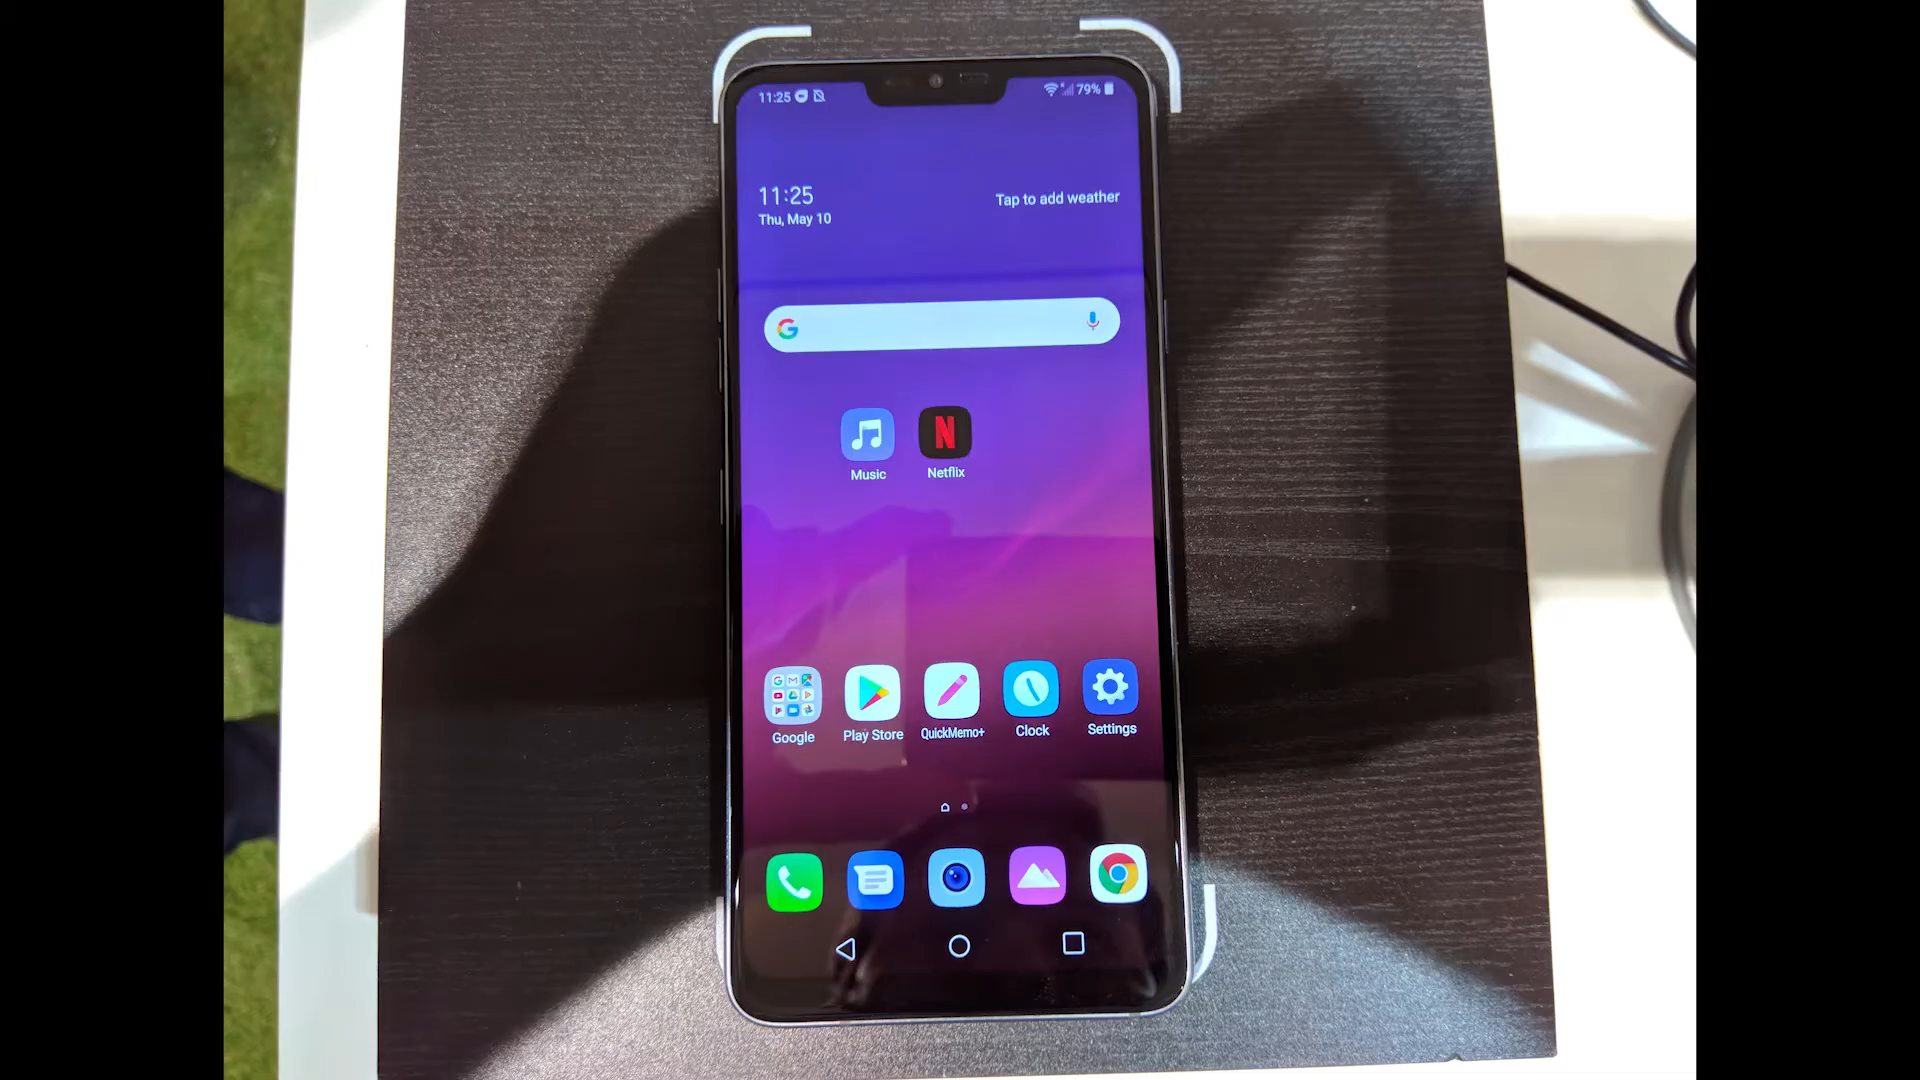 11:25
79%
11:25
Thu, May 10
Tap to add weather
G
N
Music
Netflix
Google
Play Store
QuickMemo+
Clock
Settings